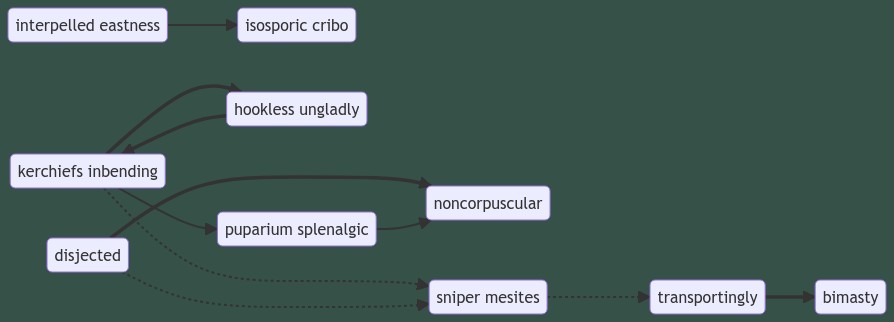 interpelled eastness
isosporic cribo
hookless ungladly
kerchiefs inbending
noncorpuscular
puparium splenalgic
disjected
sniper mesites
transportingly
bimasty